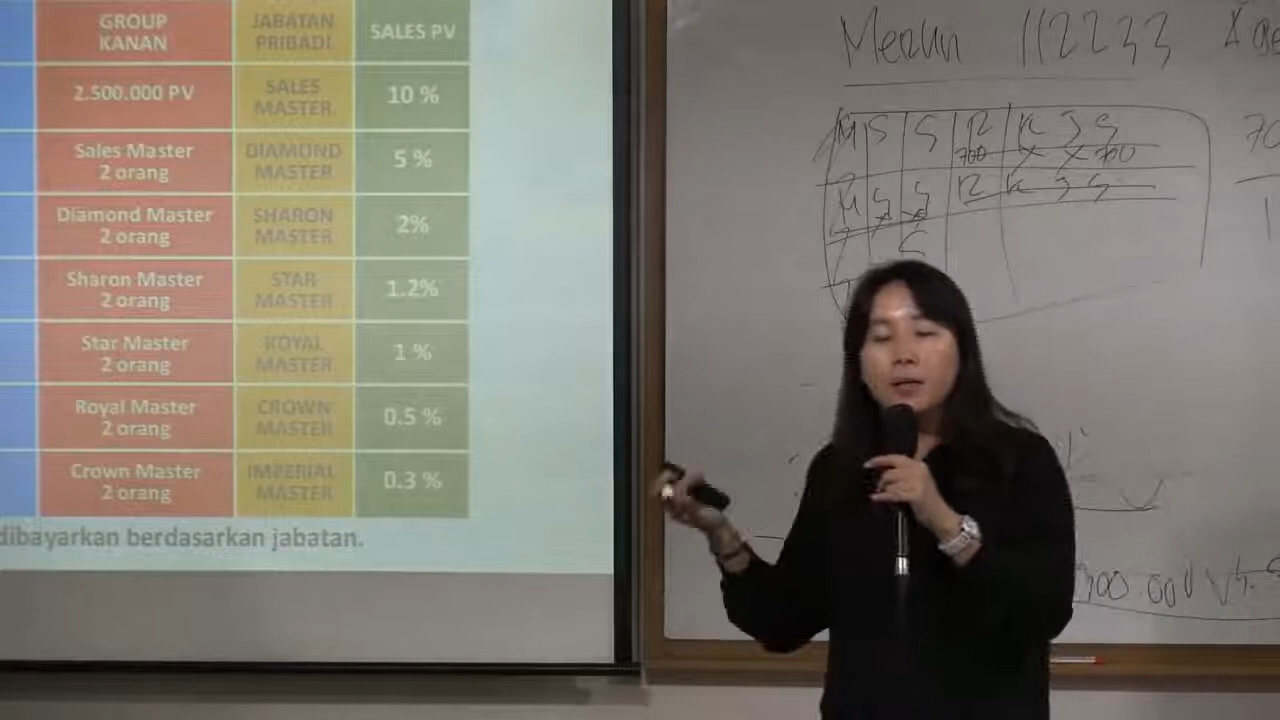 GROUP KANAN
JABATAN PRIBADI
SALES PV
2.500.000 PV
SALES MASTER
10 %
Sales Master
2 orang
DIAMOND MASTER
5 %
Diamond Master
2 orang
SHARON MASTER
2%
Sharon Master
2 orang
STAR MASTER
1.2%
Star Master
2 orang
ROYAL MASTER
1 %
Royal Master
2 orang
CROWN MASTER
0.5 %
Crown Master
2 orang
IMPERIAL MASTER
0.3 %
dibayarkan berdasarkan jabatan.
112233
M S S R K J S
700